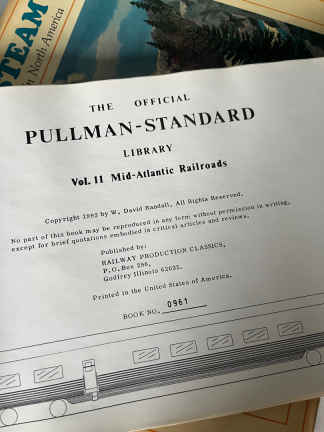 STEAM
in North America
THE OFFICIAL
PULLMAN-STANDARD
LIBRARY
Vol. 11 Mid-Atlantic Railroads
Copyright 1992 by W. David Randall, All Rights Reserved.
No part of this book may be reproduced in any form without permission in writing,
except for brief quotations embodied in critical articles and reviews.
Published by:
RAILWAY PRODUCTION CLASSICS,
P.O. Box 296,
Godfrey Illinois 62035.
Printed in the United States of America.
BOOK NO. 0961